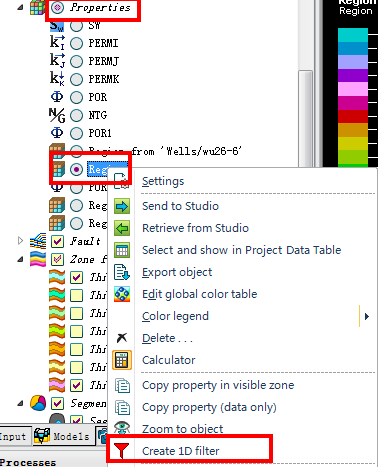 Properties
Region
Region
SW
PERMI
PERMJ
PERMK
POR
NTG
POR1
Region from 'Wells/wu26-6'
Reg
POR
Reg
Reg
Fault
Zone f
Thi
Thi
Thi
Thi
Thi
Thi
Thi
Segmen
Seg
Settings
Send to Studio
Retrieve from Studio
Select and show in Project Data Table
Export object
Edit global color table
Color legend
Delete . . .
Calculator
Copy property in visible zone
Copy property (data only)
Zoom to object
Create 1D filter
Input
Models
Processes